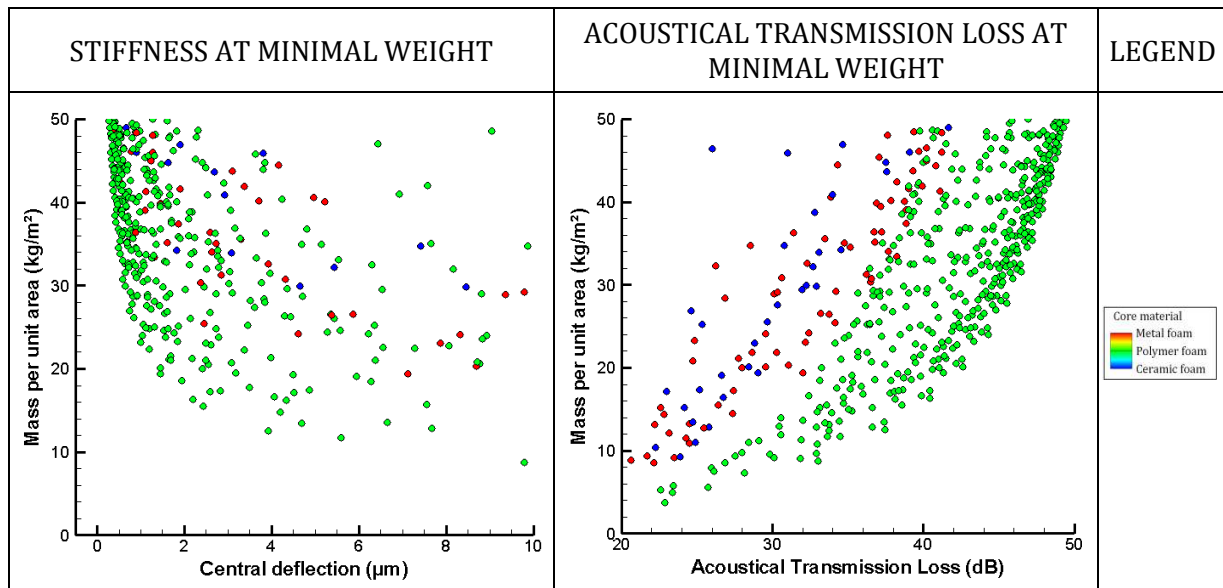 STIFFNESS AT MINIMAL WEIGHT
ACOUSTICAL TRANSMISSION LOSS AT
MINIMAL WEIGHT
LEGEND
50
40
30
20
10
0
Mass per unit area (kg/m²)
0 2 4 6 8 10
Central deflection (µm)
50
40
30
20
10
0
Mass per unit area (kg/m²)
20 30 40 50
Acoustical Transmission Loss (dB)
Core material
Metal foam
Polymer foam
Ceramic foam